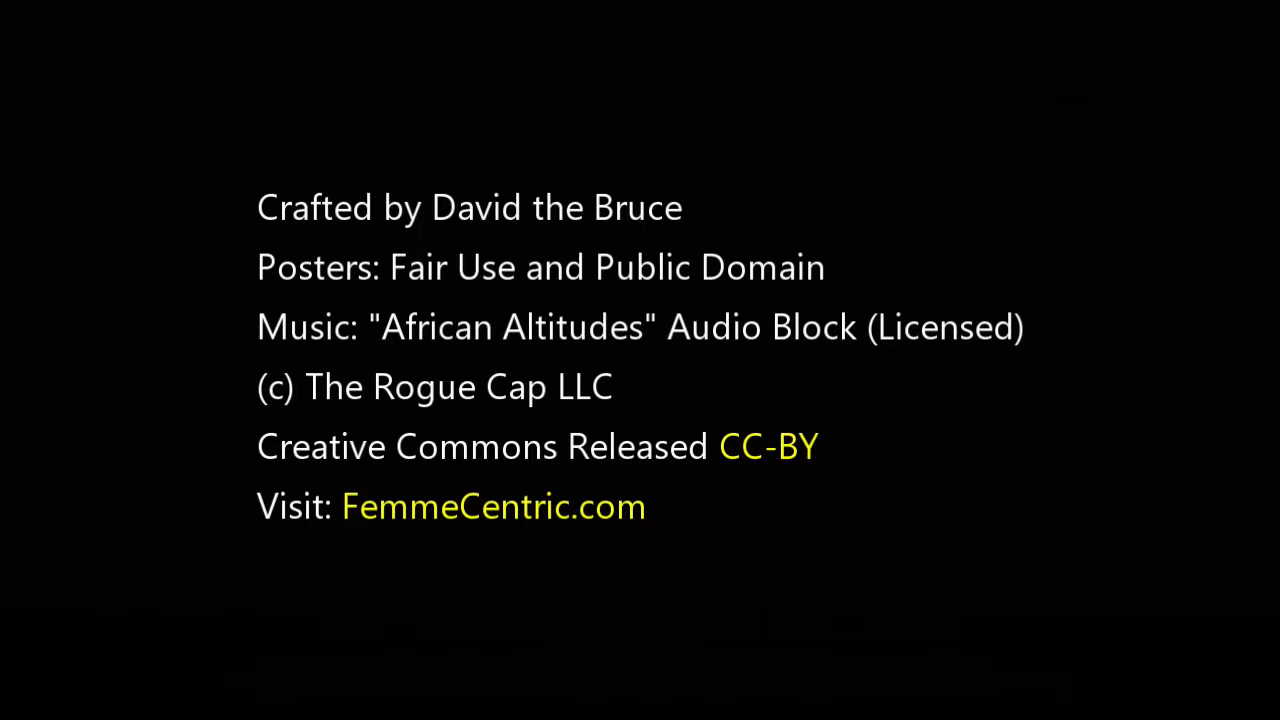 Crafted by David the Bruce
Posters: Fair Use and Public Domain
Music: "African Altitudes" Audio Block (Licensed)
(c) The Rogue Cap LLC
Creative Commons Released CC-BY
Visit: FemmeCentric.com